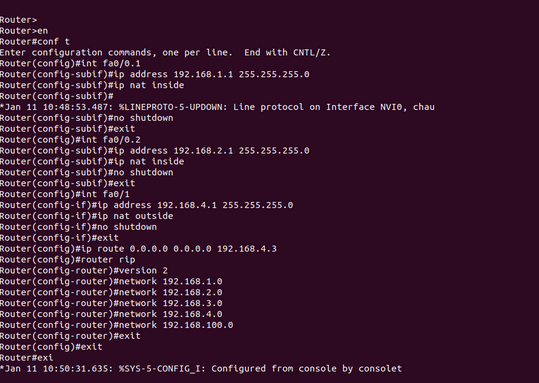 Router>
Router>en
Router#conf t
Enter configuration commands, one per line.  End with CNTL/Z.
Router(config)#int fa0/0.1
Router(config-subif)#ip address 192.168.1.1 255.255.255.0
Router(config-subif)#ip nat inside
Router(config-subif)#
*Jan 11 10:48:53.487: %LINEPROTO-5-UPDOWN: Line protocol on Interface NVI0, chau
Router(config-subif)#no shutdown
Router(config-subif)#exit
Router(config)#int fa0/0.2
Router(config-subif)#ip address 192.168.2.1 255.255.255.0
Router(config-subif)#ip nat inside
Router(config-subif)#no shutdown
Router(config-subif)#exit
Router(config)#int fa0/1
Router(config-if)#ip address 192.168.4.1 255.255.255.0
Router(config-if)#ip nat outside
Router(config-if)#no shutdown
Router(config-if)#exit
Router(config)#ip route 0.0.0.0 0.0.0.0 192.168.4.3
Router(config)#router rip
Router(config-router)#version 2
Router(config-router)#network 192.168.1.0
Router(config-router)#network 192.168.2.0
Router(config-router)#network 192.168.3.0
Router(config-router)#network 192.168.4.0
Router(config-router)#network 192.168.100.0
Router(config-router)#exit
Router(config)#exit
Router#exi
*Jan 11 10:50:31.635: %SYS-5-CONFIG_I: Configured from console by consolet